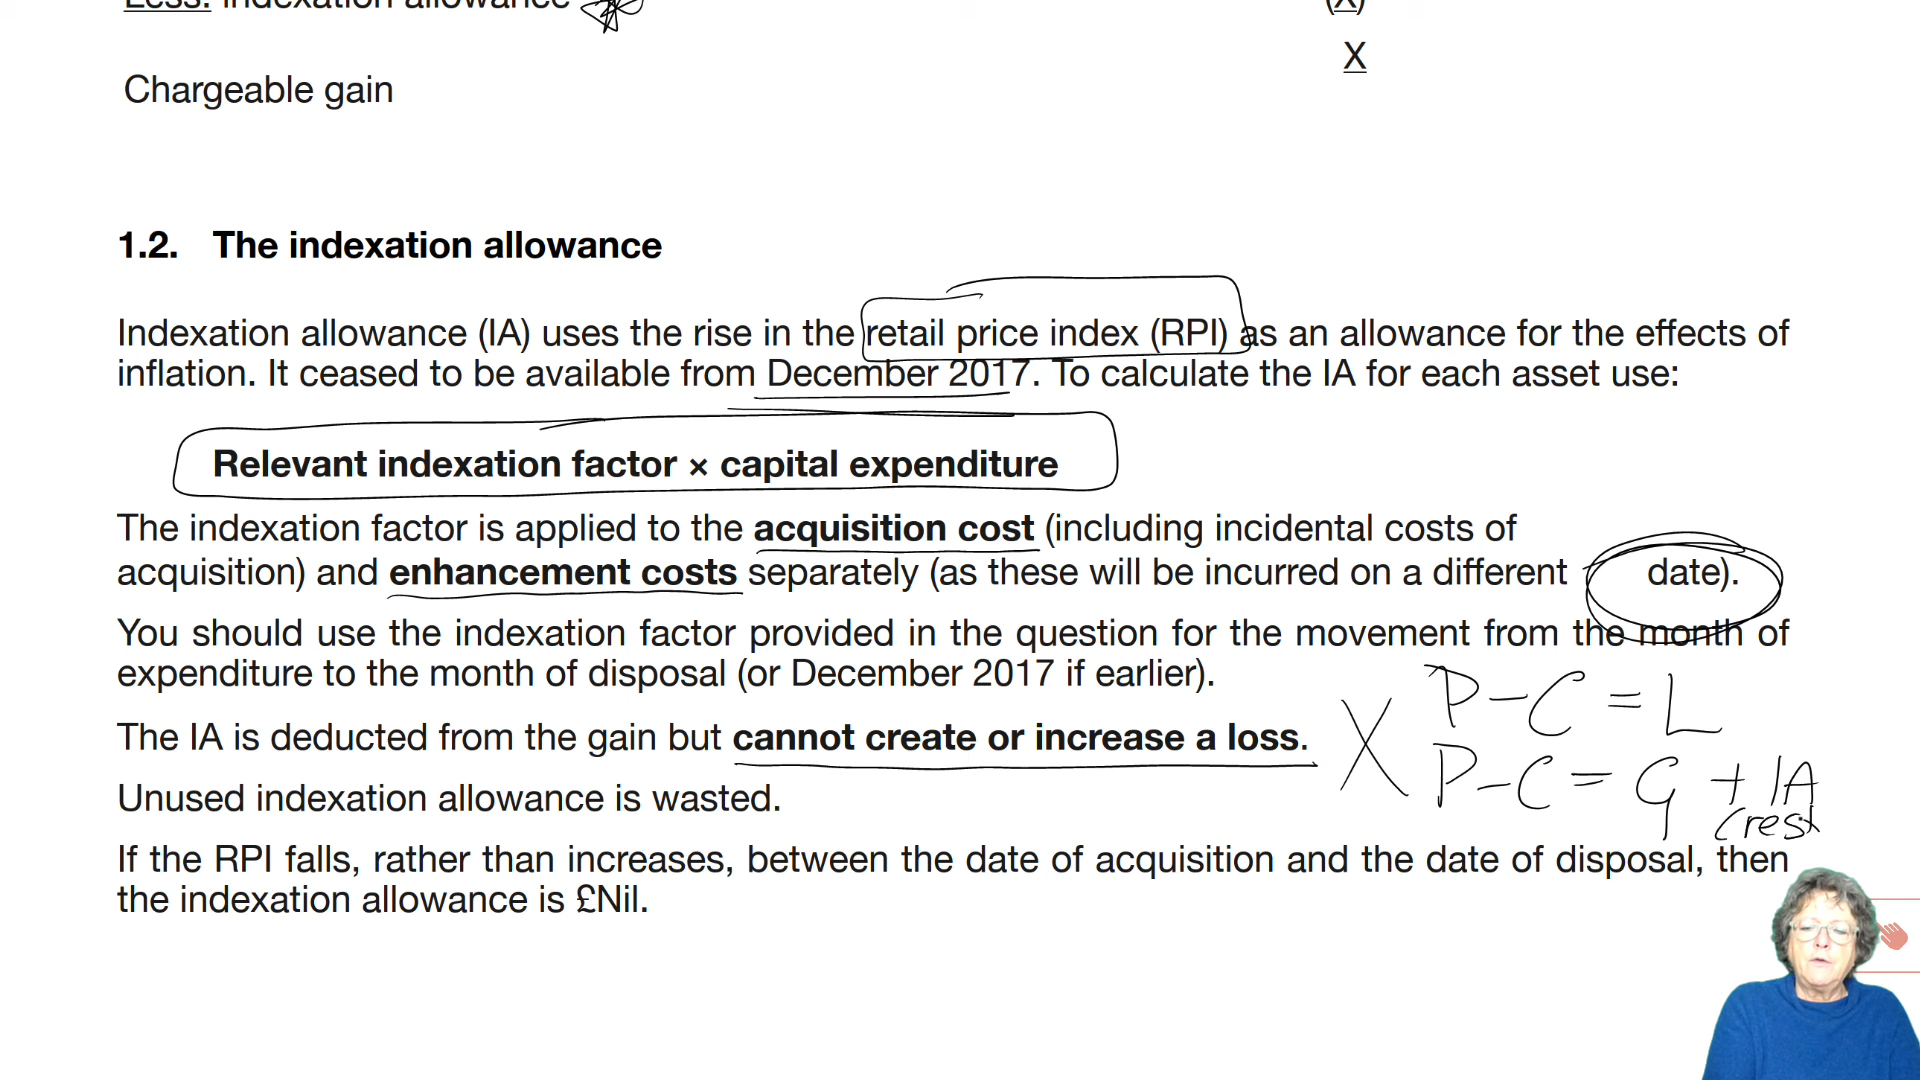 Less: Indexation allowance (X)
X
Chargeable gain
1.2. The indexation allowance
Indexation allowance (IA) uses the rise in the retail price index (RPI) as an allowance for the effects of
inflation. It ceased to be available from December 2017. To calculate the IA for each asset use:
Relevant indexation factor × capital expenditure
The indexation factor is applied to the acquisition cost (including incidental costs of
acquisition) and enhancement costs separately (as these will be incurred on a different date).
You should use the indexation factor provided in the question for the movement from the month of
expenditure to the month of disposal (or December 2017 if earlier).
P - C = L
The IA is deducted from the gain but cannot create or increase a loss. X
P - C = G + IA
Unused indexation allowance is wasted.
(rest
If the RPI falls, rather than increases, between the date of acquisition and the date of disposal, then
the indexation allowance is £Nil.